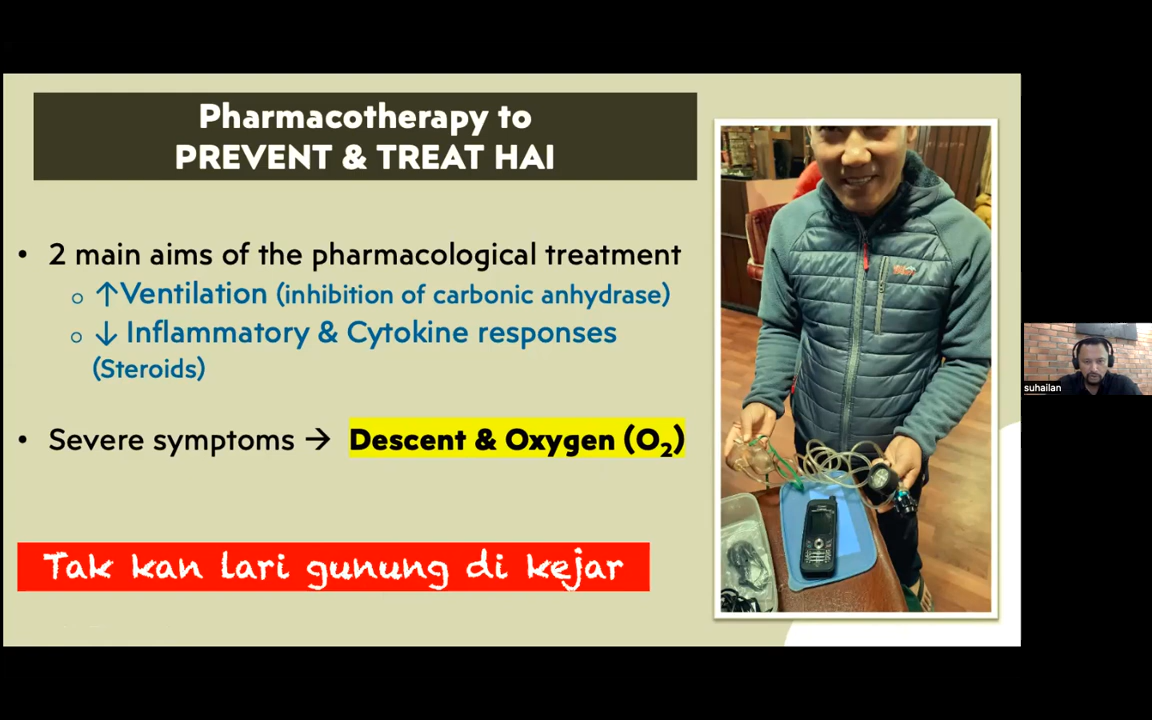 Pharmacotherapy to
PREVENT & TREAT HAI
• 2 main aims of the pharmacological treatment
o ↑Ventilation (inhibition of carbonic anhydrase)
o ↓ Inflammatory & Cytokine responses
(Steroids)
• Severe symptoms → Descent & Oxygen (O₂)
Tak kan lari gunung di kejar
suhailan